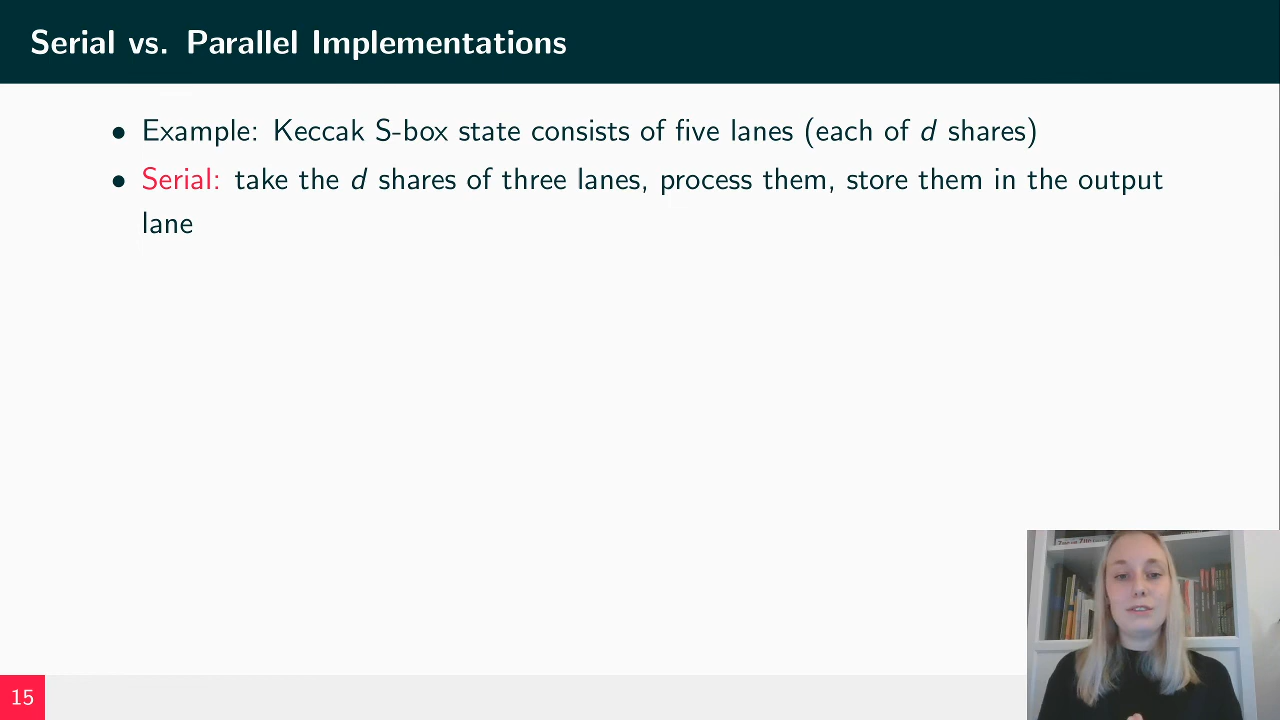 Serial vs. Parallel Implementations
• Example: Keccak S-box state consists of five lanes (each of d shares)
• Serial: take the d shares of three lanes, process them, store them in the output
lane
15